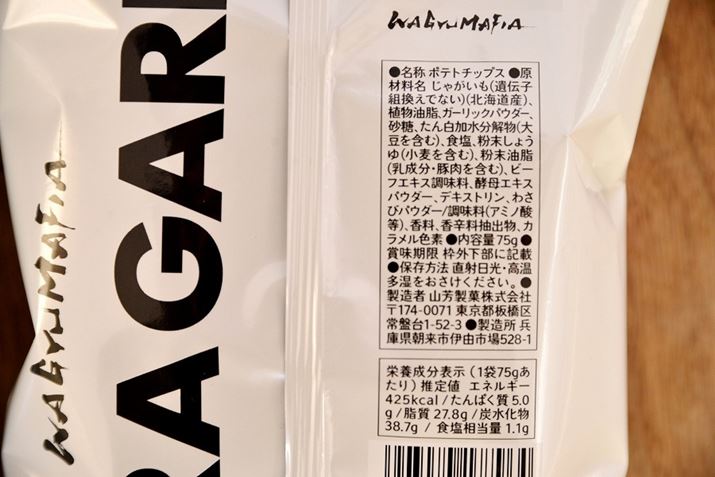 WAGYUMAFIA
●名称 ポテトチップス ●原
材料名 じゃがいも(遺伝子
組換えでない)(北海道産)、
植物油脂、ガーリックパウダー、
砂糖、たん白加水分解物(大
豆を含む)、食塩、粉末しょう
ゆ(小麦を含む)、粉末油脂
(乳成分・豚肉を含む)、ビー
フエキス調味料、酵母エキス
パウダー、デキストリン、わさ
びパウダー/調味料(アミノ酸
等)、香料、香辛料抽出物、カ
ラメル色素 ●内容量 75g ●
賞味期限 枠外下部に記載
●保存方法 直射日光・高温
多湿をおさけください。●
製造者 山芳製菓株式会社
〒174-0071 東京都板橋区
常盤台1-52-3 ●製造所 兵
庫県朝来市伊由市場528-1
栄養成分表示(1袋75gあ
たり)推定値 エネルギー
425kcal/たんぱく質 5.0
g/脂質 27.8g/炭水化物
38.7g/ 食塩相当量 1.1g
WAGYUMAFIA
RA GARI